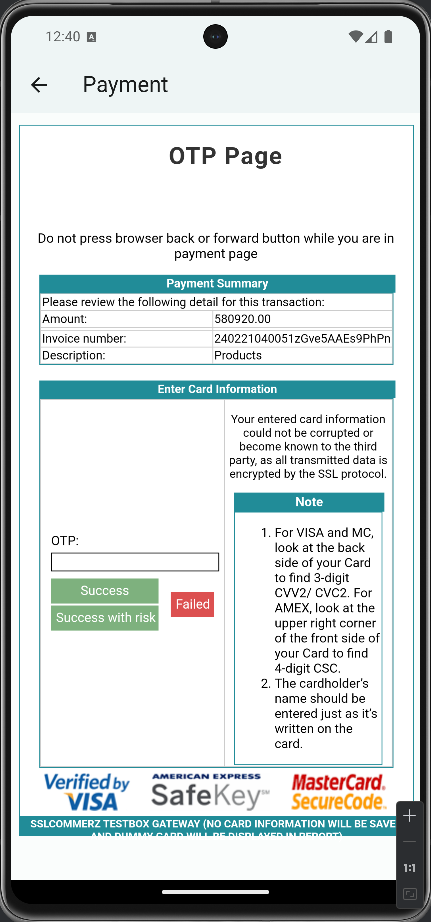 12:40 A
Payment
OTP Page
Do not press browser back or forward button while you are in
payment page
Payment Summary
Please review the following detail for this transaction:
Amount: 580920.00
Invoice number: 240221040051zGve5AAEs9PhPn
Description: Products
Enter Card Information
Your entered card information
could not be corrupted or
become known to the third
party, as all transmitted data is
encrypted by the SSL protocol.
Note
OTP:
Success
Success with risk
Failed
1. For VISA and MC,
look at the back
side of your Card
to find 3-digit
CVV2/ CVC2. For
AMEX, look at the
upper right corner
of the front side of
your Card to find
4-digit CSC.
2. The cardholder's
name should be
entered just as it's
written on the
card.
Verified by
VISA
AMERICAN EXPRESS
SafeKey SM
MasterCard.
SecureCode.
SSLCOMMERZ TESTBOX GATEWAY (NO CARD INFORMATION WILL BE SAVE
AND DUMMY CARD WILL BE DISPLAYED IN REPORT)
1:1